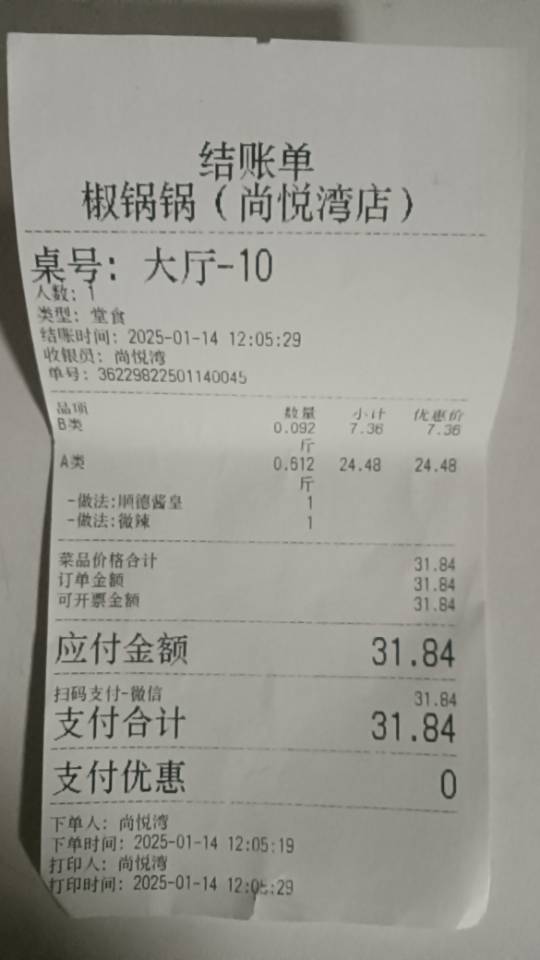 结账单
椒锅锅（尚悦湾店）
桌号：大厅-10
人数：1
类型：堂食
结账时间：2025-01-14 12:05:29
收银员：尚悦湾
单号：36229822501140045
品项 数量 小计 优惠价
B类 0.092 7.36 7.36
斤
A类 0.612 24.48 24.48
斤
-做法:顺德酱皇 1
-做法:微辣 1
菜品价格合计 31.84
订单金额 31.84
可开票金额 31.84
应付金额 31.84
扫码支付-微信 31.84
支付合计 31.84
支付优惠 0
下单人：尚悦湾
下单时间：2025-01-14 12:05:19
打印人：尚悦湾
打印时间：2025-01-14 12:05:29